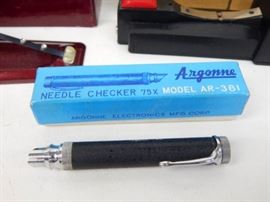 Argonne
NEEDLE CHECKER 75X MODEL AR-381
ARGONNE ELECTRONICS MFG. CORP.